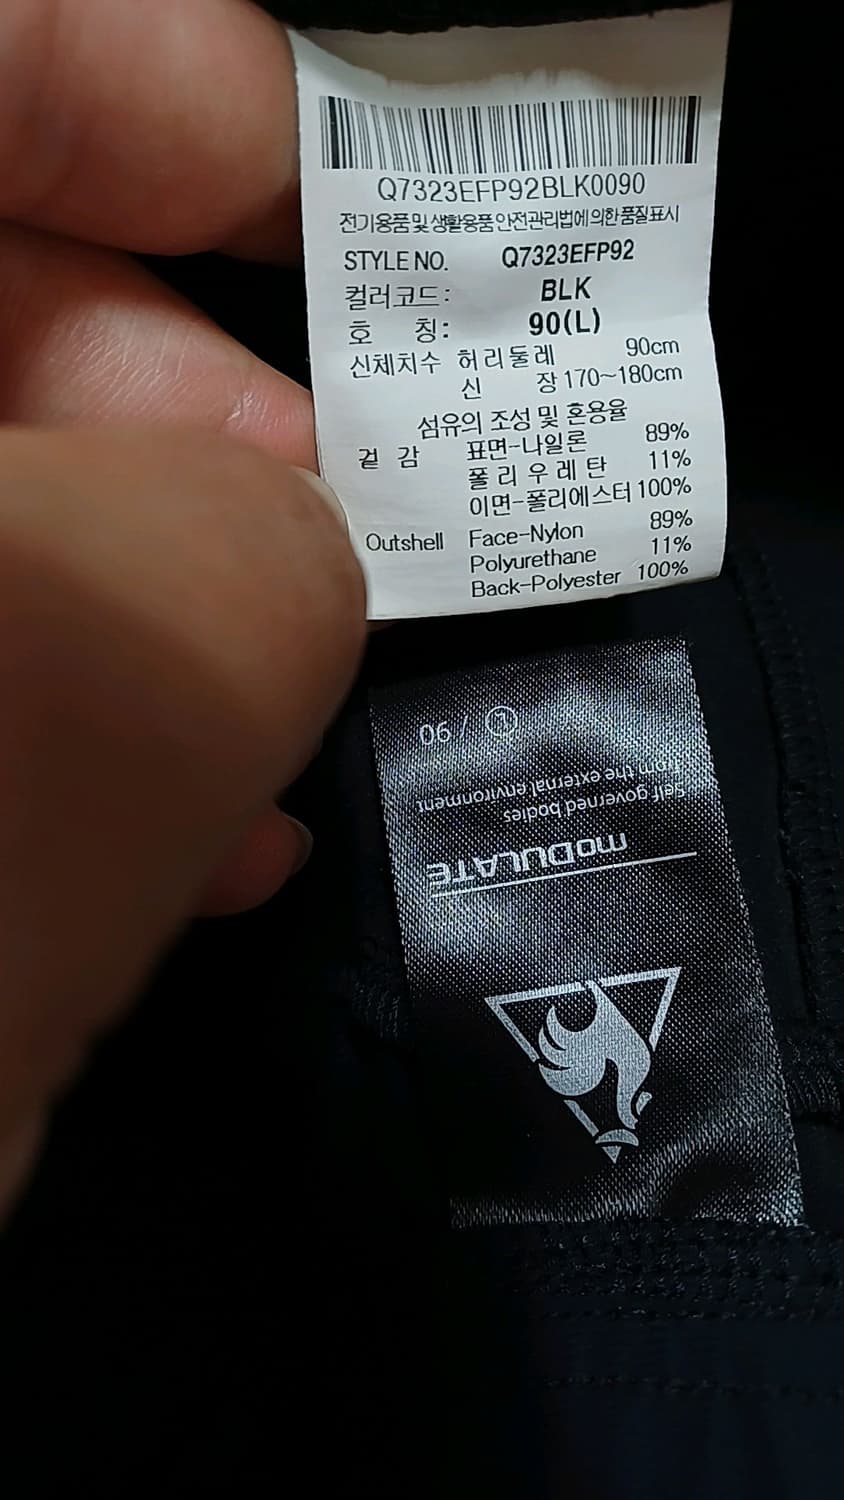 Q7323EFP92BLK0090
전기용품및생활용품안전관리법에의한품질표시
STYLE NO. Q7323EFP92
컬러코드: BLK
호 칭: 90(L)
신체치수 허리둘레 90cm
신 장 170~180cm
섬유의 조성 및 혼용율
겉 감 표면-나일론 89%
폴리우레탄 11%
이면-폴리에스터 100%
Outshell Face-Nylon 89%
Polyurethane 11%
Back-Polyester 100%
moDULATE
Self governed bodies
from the external environment
L / 90